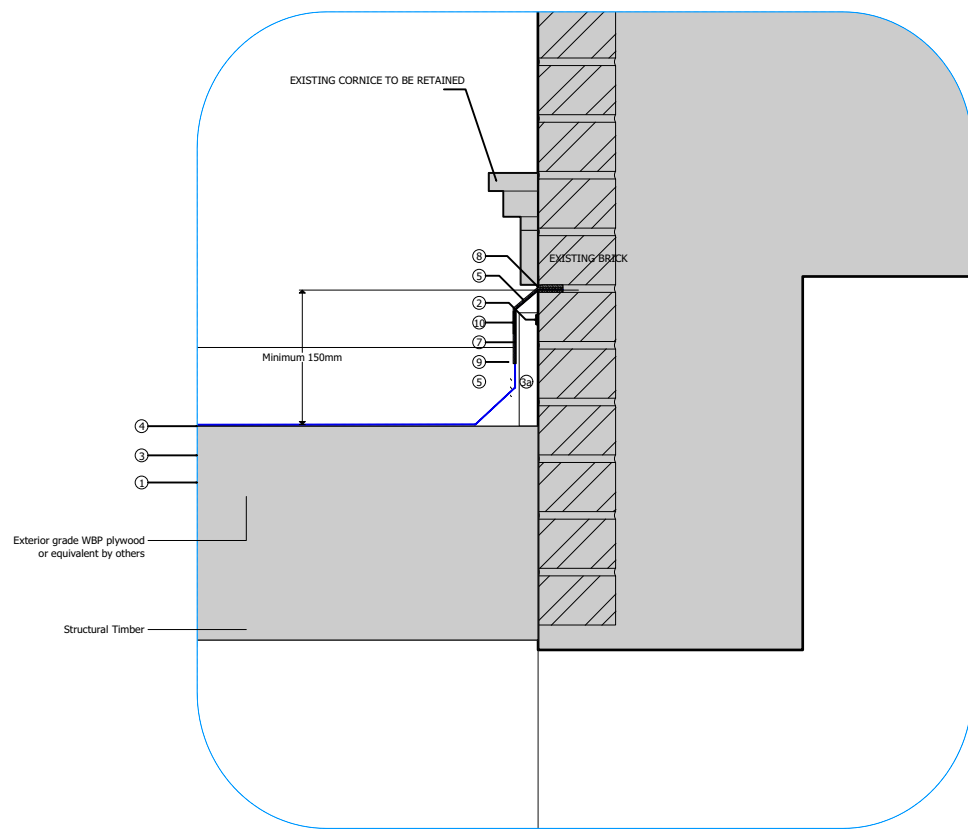 EXISTING CORNICE TO BE RETAINED
8
EXISTING BRICK
5
2
10
7
Minimum 150mm
9
5
3a
4
3
1
Exterior grade WBP plywood
or equivalent by others
Structural Timber